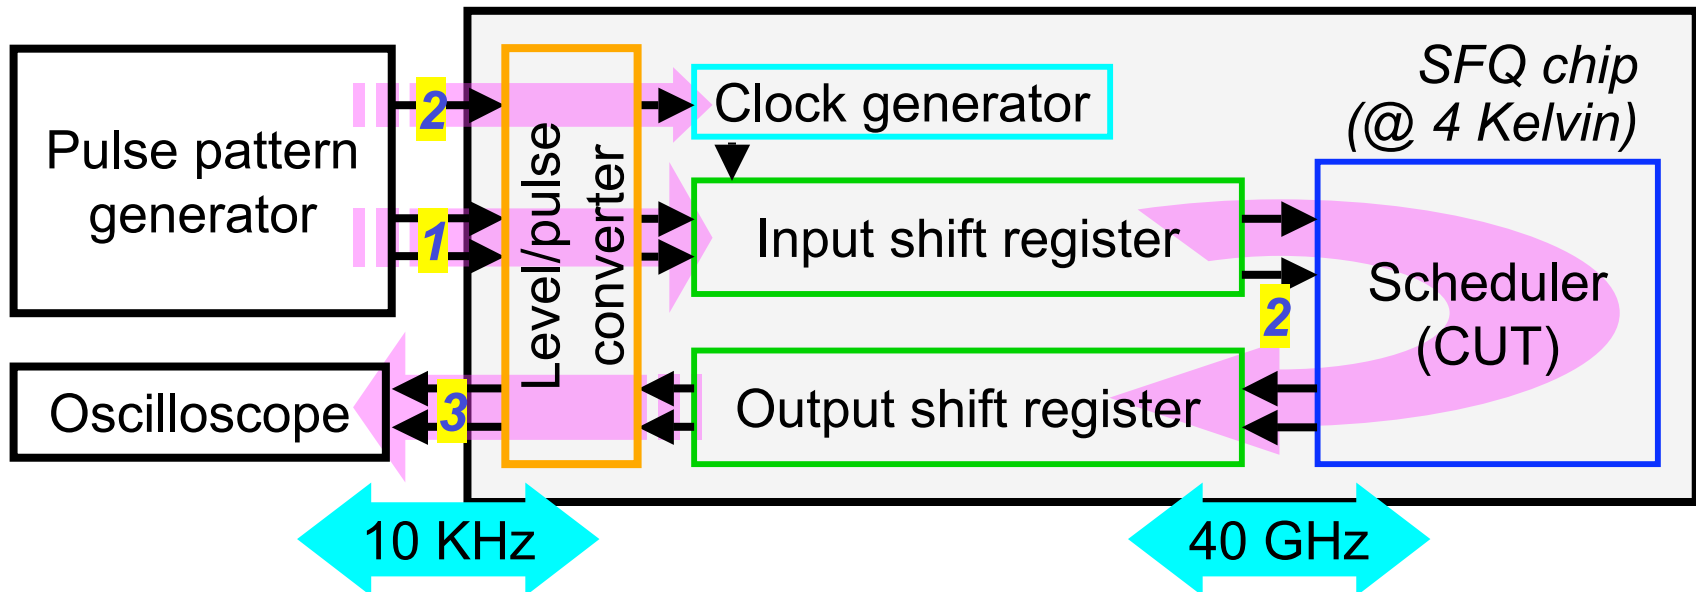 SFQ chip
(@ 4 Kelvin)
Pulse pattern
generator
2
1
Level/pulse
converter
Clock generator
Input shift register
2
Scheduler
(CUT)
Oscilloscope
3
Output shift register
10 KHz
40 GHz